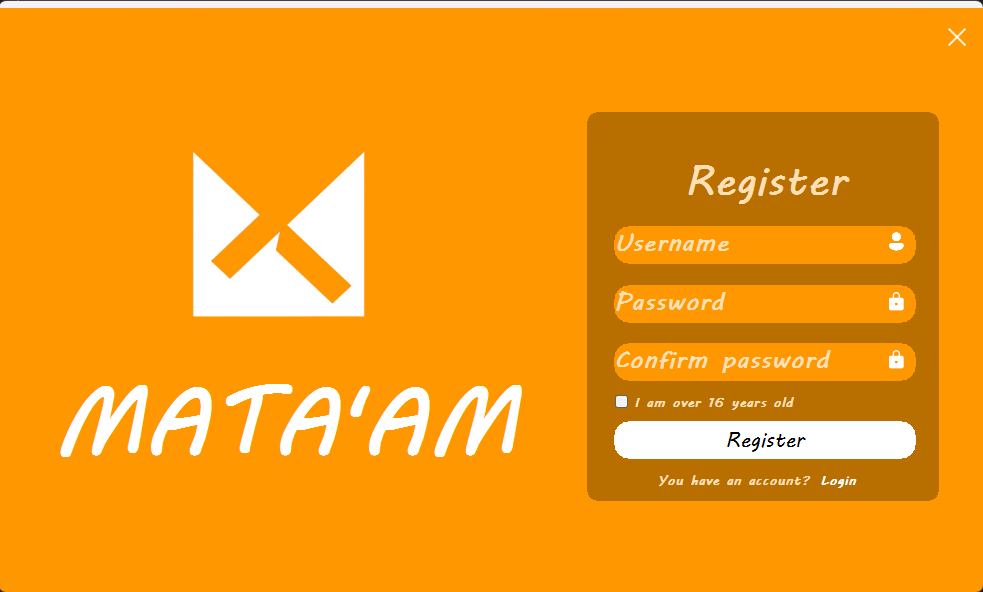 MATA'AM
Register
Username
Password
Confirm password
I am over 16 years old
Register
You have an account? Login